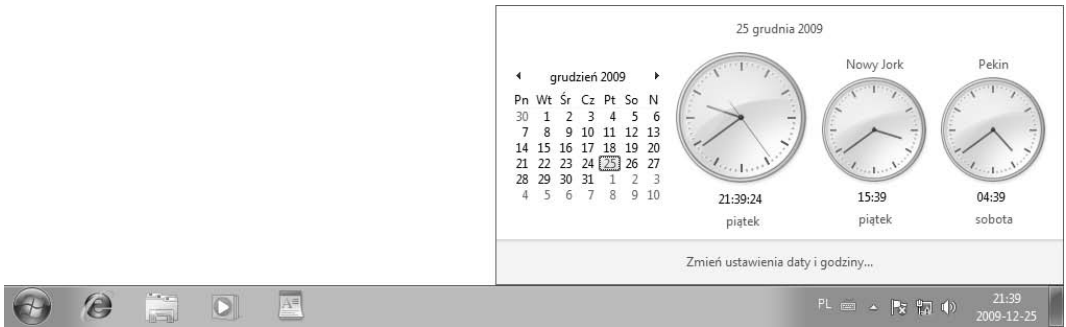 25 grudnia 2009
grudzień 2009
Pn Wt Śr Cz Pt So N
30 1 2 3 4 5 6
7 8 9 10 11 12 13
14 15 16 17 18 19 20
21 22 23 24 25 26 27
28 29 30 31 1 2 3
4 5 6 7 8 9 10
21:39:24
piątek
Nowy Jork
15:39
piątek
Pekin
04:39
sobota
Zmień ustawienia daty i godziny...
PL
21:39
2009-12-25